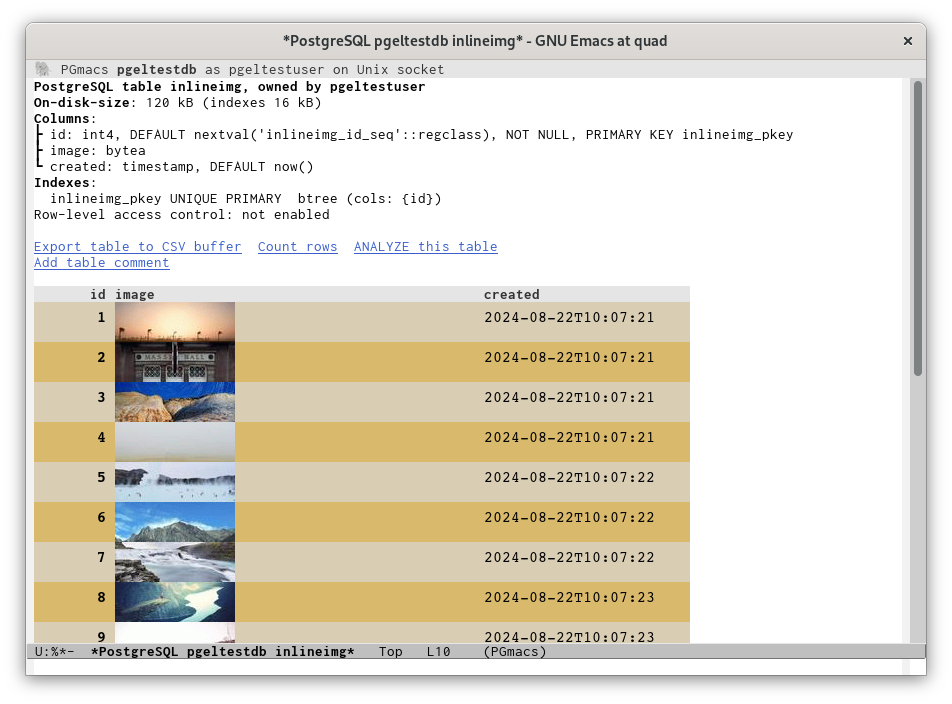 *PostgreSQL pgeltestdb inlineimg* - GNU Emacs at quad
PGmacs pgeltestdb as pgeltestuser on Unix socket
PostgreSQL table inlineimg, owned by pgeltestuser
On-disk-size: 120 kB (indexes 16 kB)
Columns:
id: int4, DEFAULT nextval('inlineimg_id_seq'::regclass), NOT NULL, PRIMARY KEY inlineimg_pkey
image: bytea
created: timestamp, DEFAULT now()
Indexes:
inlineimg_pkey UNIQUE PRIMARY  btree (cols: {id})
Row-level access control: not enabled
Export table to CSV buffer  Count rows  ANALYZE this table
Add table comment
id image created
1 2024-08-22T10:07:21
2 2024-08-22T10:07:21
3 2024-08-22T10:07:21
4 2024-08-22T10:07:21
5 2024-08-22T10:07:22
6 2024-08-22T10:07:22
7 2024-08-22T10:07:22
8 2024-08-22T10:07:23
9 2024-08-22T10:07:23
U:%*-  *PostgreSQL pgeltestdb inlineimg*   Top   L10    (PGmacs)